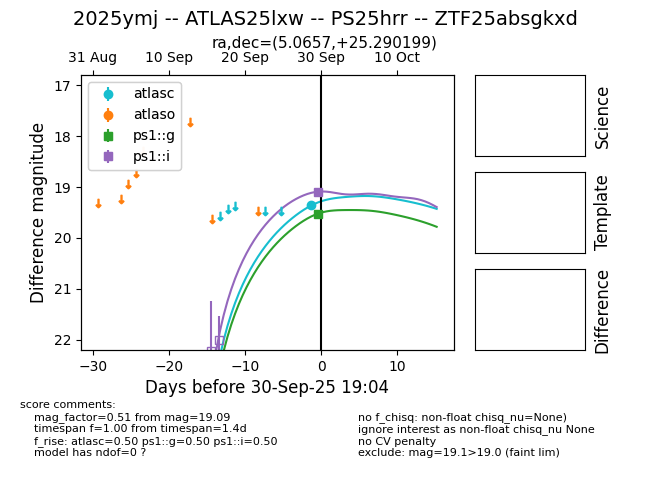 2025ymj -- ATLAS25lxw -- PS25hrr -- ZTF25absgkxd
ra,dec=(5.0657,+25.290199)
31 Aug 10 Sep 20 Sep 30 Sep 10 Oct
atlasc
atlaso
ps1::g
ps1::i
17
18
19
20
21
22
Difference magnitude
−30 −20 −10 0 10
Days before 30-Sep-25 19:04
Science
Template
Difference
score comments:
mag_factor=0.51 from mag=19.09
timespan f=1.00 from timespan=1.4d
f_rise: atlasc=0.50 ps1::g=0.50 ps1::i=0.50
model has ndof=0 ?
no f_chisq: non-float chisq_nu=None)
ignore interest as non-float chisq_nu None
no CV penalty
exclude: mag=19.1>19.0 (faint lim)